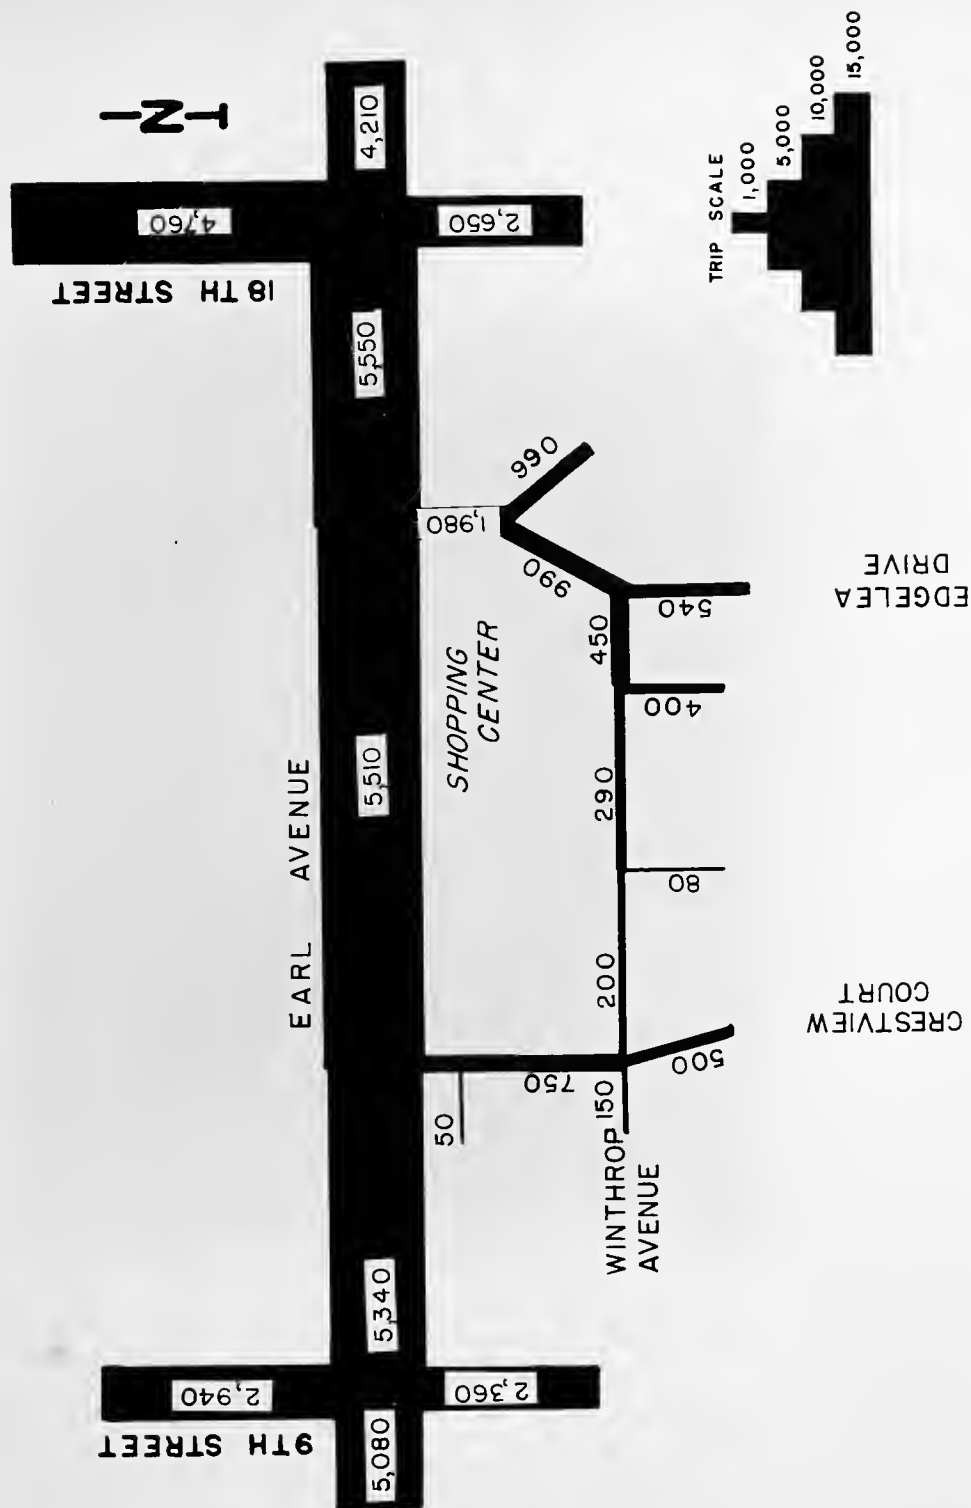 N
18TH STREET
4,760
4,210
2,650
5,550
EARL AVENUE
5,510
5,340
5,080
9TH STREET
2,940
2,360
SHOPPING
CENTER
1,980
990
990
540
450
400
290
80
200
500
750
150
50
WINTHROP
AVENUE
EDGELEA
DRIVE
CRESTVIEW
COURT
TRIP SCALE
1,000
5,000
10,000
15,000